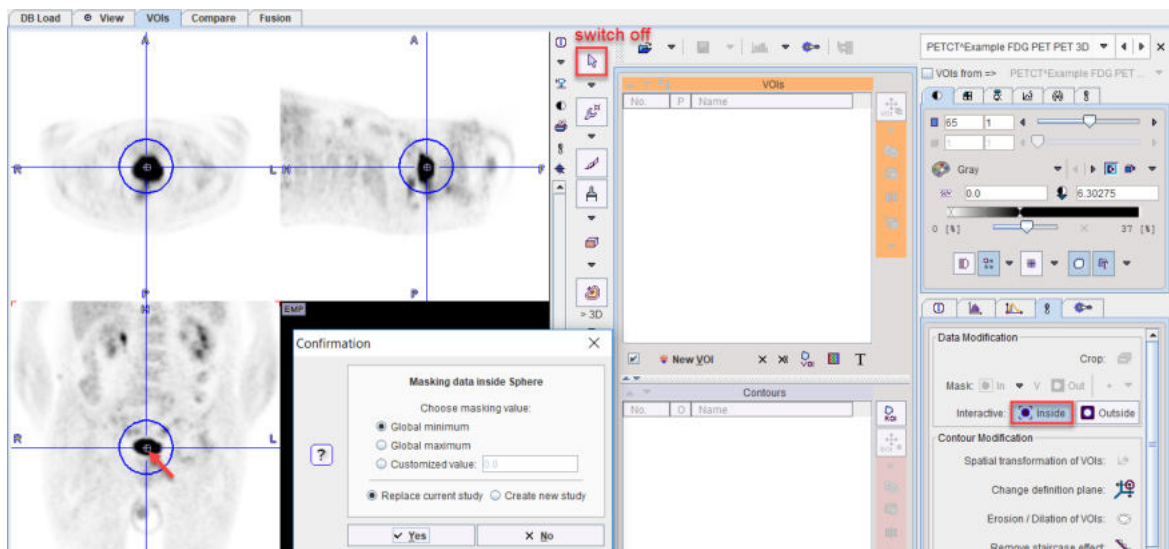 DB Load View VOIs Compare Fusion
switch off
PETCT^Example FDG PET PET 3D
VOIs from => PETCT^Example FDG PET ...
VOIs
No. P Name
65 1
1 1
Gray
0.0 6.30275
0 [%] 37 [%]
A A
R L H F
P P
H
EMP
R L
> 3D
New VOI T
Contours
No. O Name
Confirmation
Masking data inside Sphere
Choose masking value:
Global minimum
Global maximum
Customized value: 0.0
Replace current study Create new study
Yes No
Data Modification
Crop:
Mask: In V Out +
Interactive: Inside Outside
Contour Modification
Spatial transformation of VOIs:
Change definition plane:
Erosion / Dilation of VOIs:
Remove staircase effect: